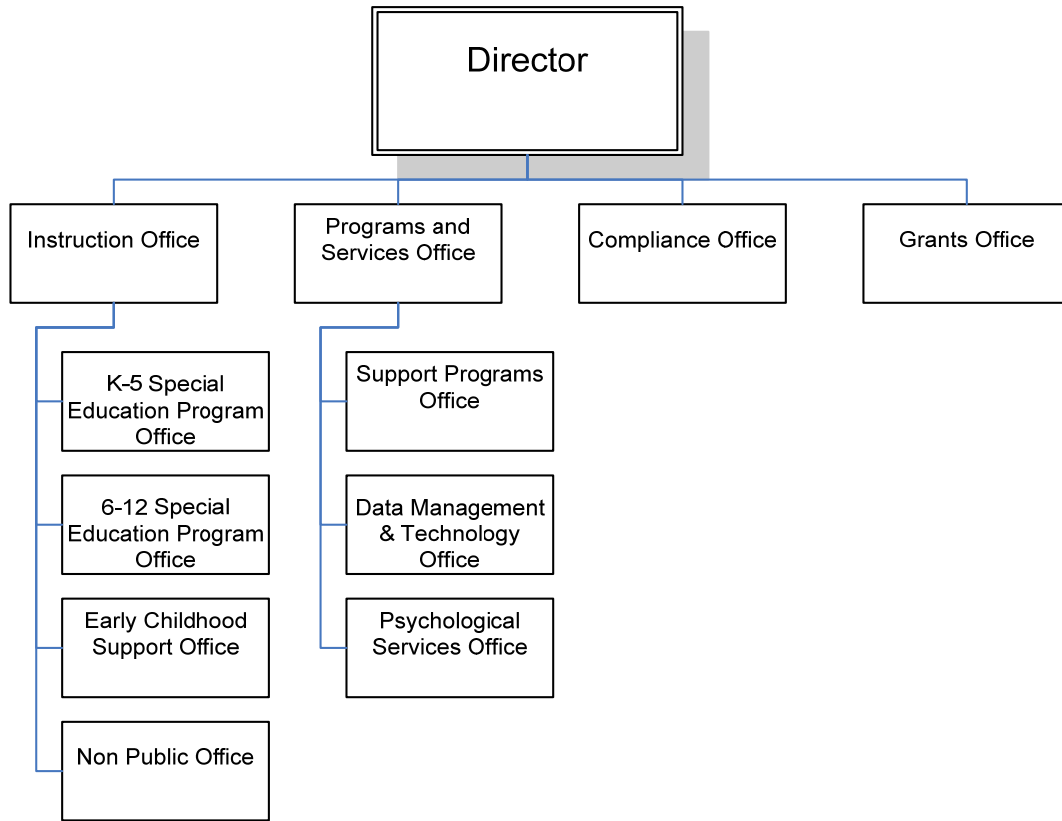 Director
Instruction Office
Programs and
Services Office
Compliance Office
Grants Office
K-5 Special
Education Program
Office
6-12 Special
Education Program
Office
Early Childhood
Support Office
Non Public Office
Support Programs
Office
Data Management
& Technology
Office
Psychological
Services Office